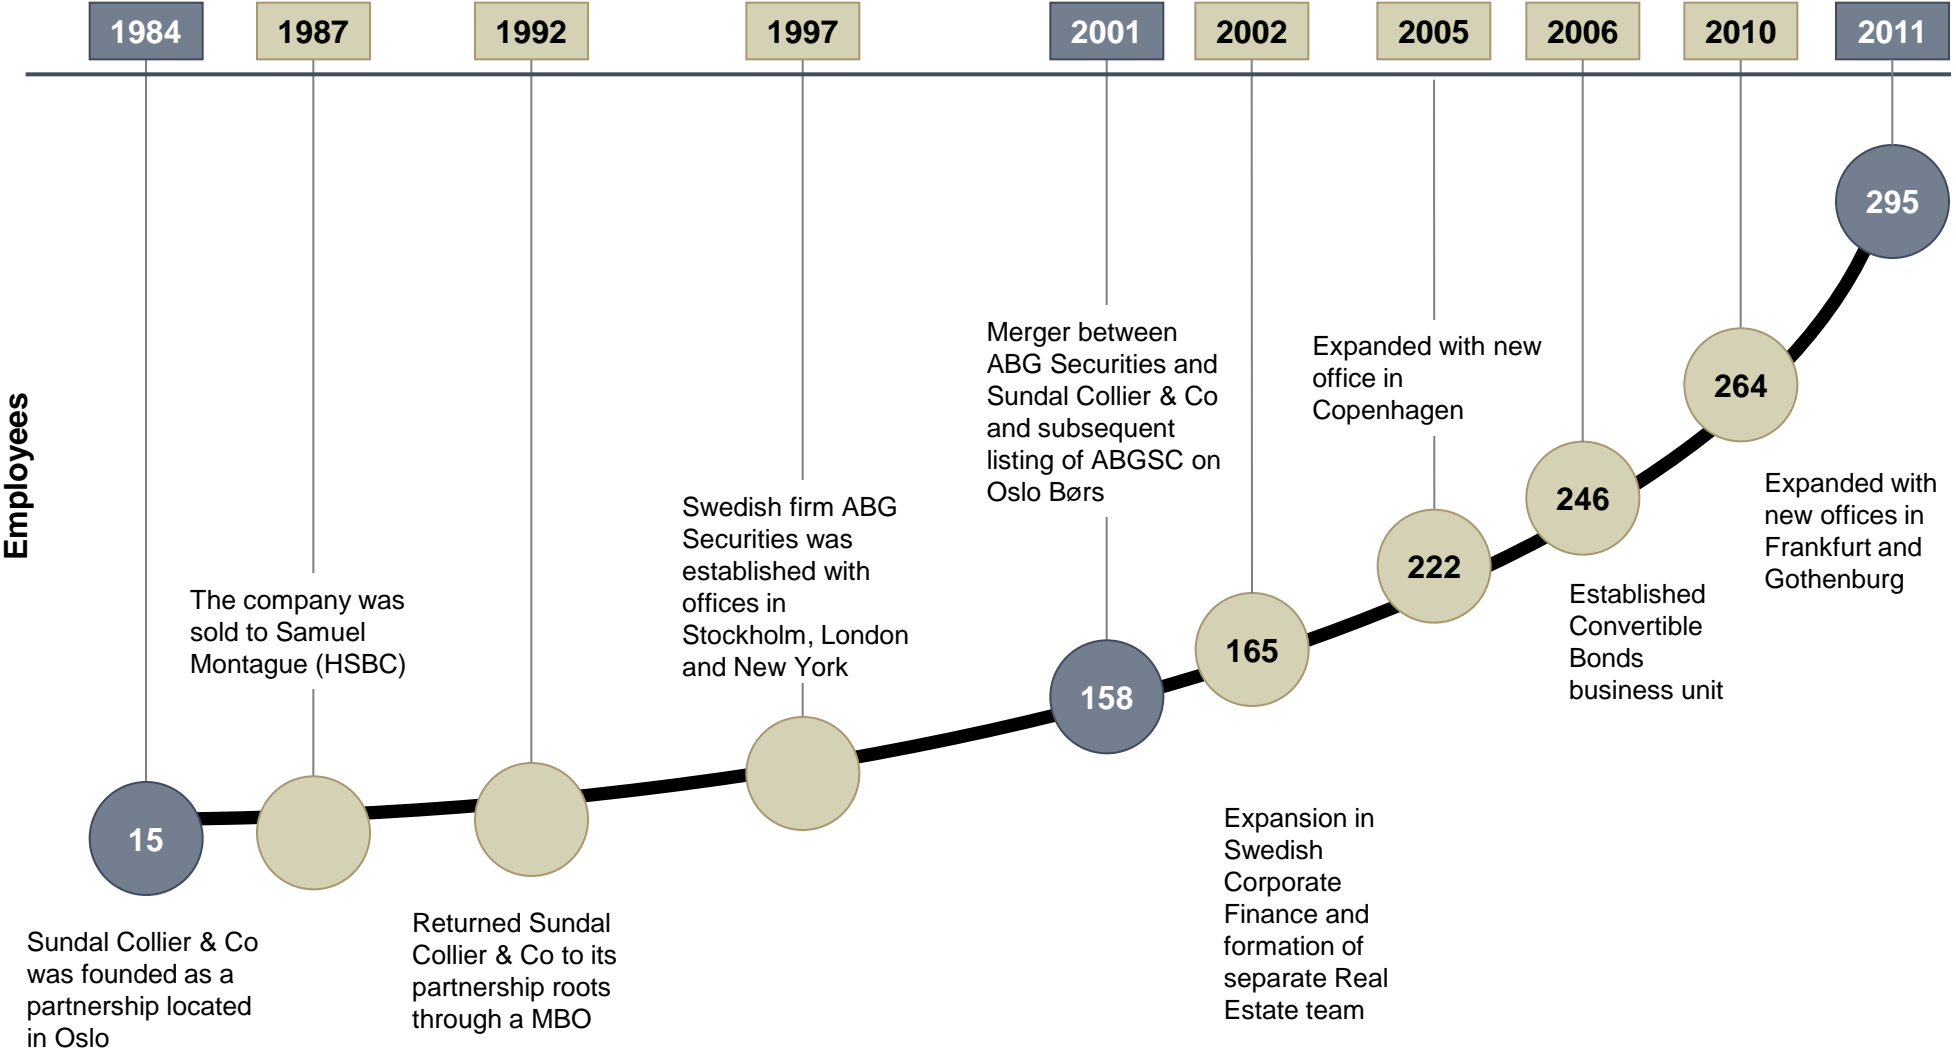 1984
1987
1992
1997
2001
2002
2005
2006
2010
2011
Employees
15
Sundal Collier & Co
was founded as a
partnership located
in Oslo
The company was
sold to Samuel
Montague (HSBC)
Returned Sundal
Collier & Co to its
partnership roots
through a MBO
Swedish firm ABG
Securities was
established with
offices in
Stockholm, London
and New York
Merger between
ABG Securities and
Sundal Collier & Co
and subsequent
listing of ABGSC on
Oslo Børs
158
165
Expansion in
Swedish
Corporate
Finance and
formation of
separate Real
Estate team
Expanded with new
office in
Copenhagen
222
246
Established
Convertible
Bonds
business unit
264
Expanded with
new offices in
Frankfurt and
Gothenburg
295